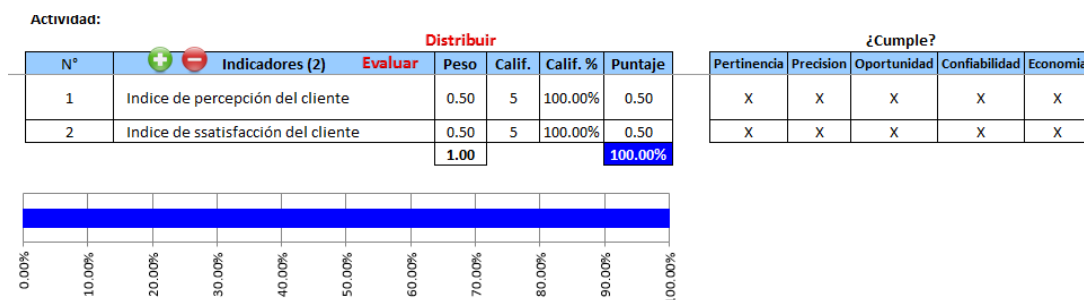 Actividad:
Distribuir ¿Cumple?
N° Indicadores (2) Evaluar Peso Calif. Calif. % Puntaje Pertinencia Precision Oportunidad Confiabilidad Economia
1 Indice de percepción del cliente 0.50 5 100.00% 0.50 X X X X X
2 Indice de ssatisfacción del cliente 0.50 5 100.00% 0.50 X X X X X
1.00 100.00%
0.00% 10.00% 20.00% 30.00% 40.00% 50.00% 60.00% 70.00% 80.00% 90.00% 100.00%